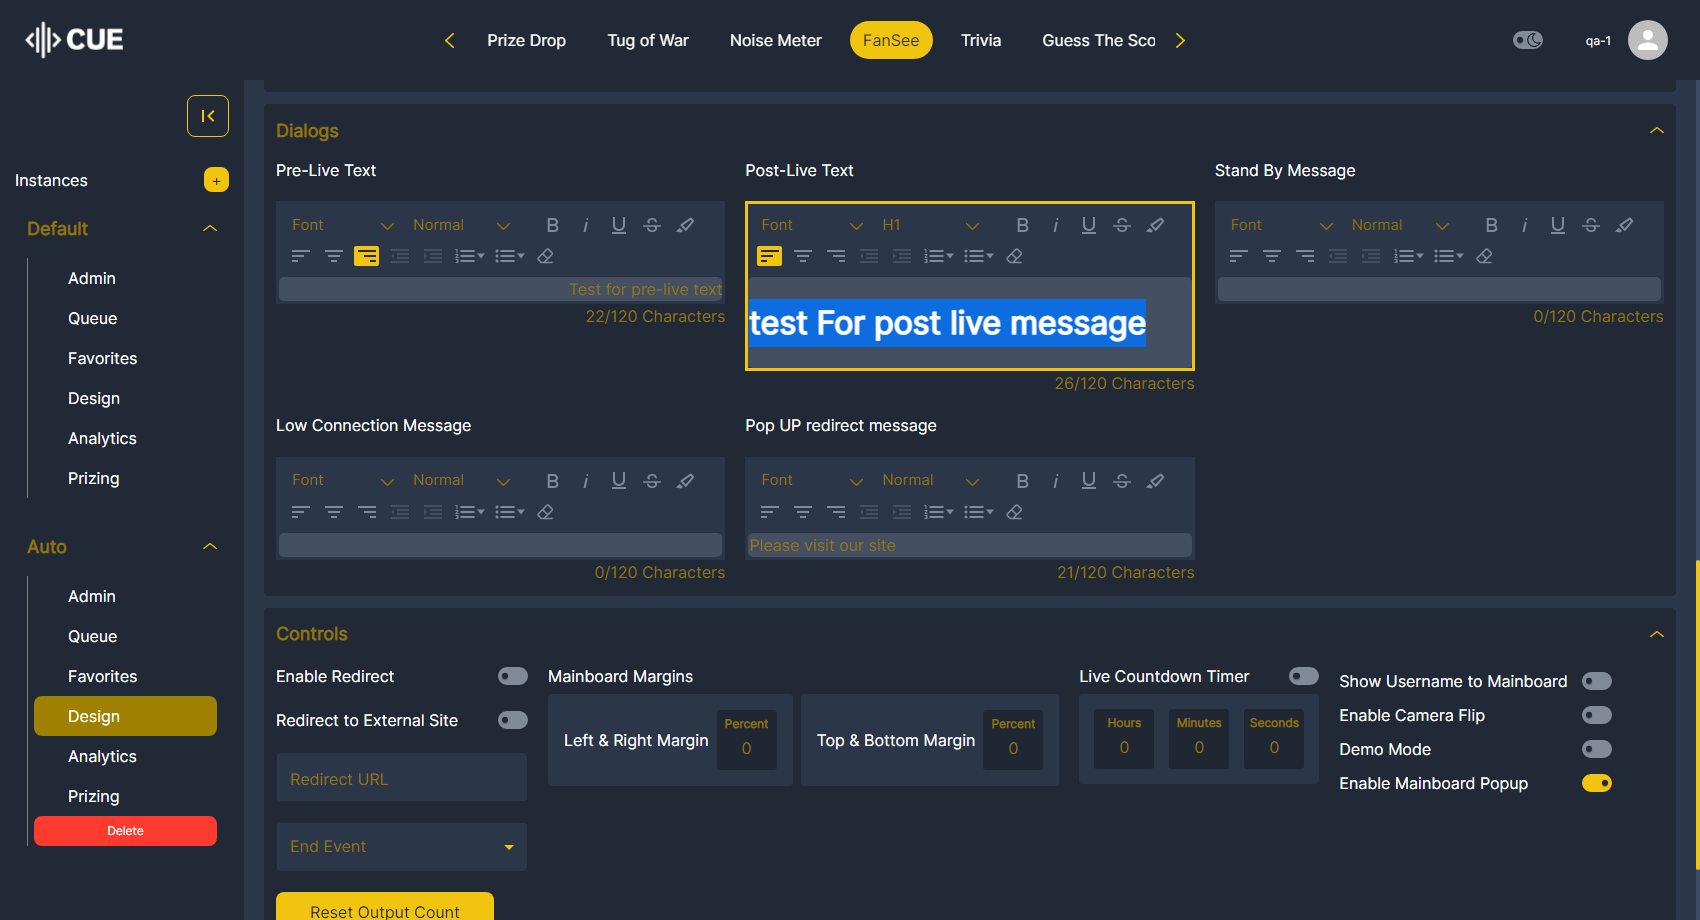 CUE
Prize Drop
Tug of War
Noise Meter
FanSee
Trivia
Guess The Sco
qa-1
Instances
+
Default
Admin
Queue
Favorites
Design
Analytics
Prizing
Auto
Admin
Queue
Favorites
Design
Analytics
Prizing
Delete
Dialogs
Pre-Live Text
Font Normal B i U S
Test for pre-live text
22/120 Characters
Post-Live Text
Font H1 B i U S
test For post live message
26/120 Characters
Stand By Message
Font Normal B i U S
0/120 Characters
Low Connection Message
Font Normal B i U S
0/120 Characters
Pop UP redirect message
Font Normal B i U S
Please visit our site
21/120 Characters
Controls
Enable Redirect
Redirect to External Site
Redirect URL
End Event
Reset Output Count
Mainboard Margins
Left & Right Margin
Percent
0
Top & Bottom Margin
Percent
0
Live Countdown Timer
Hours
0
Minutes
0
Seconds
0
Show Username to Mainboard
Enable Camera Flip
Demo Mode
Enable Mainboard Popup